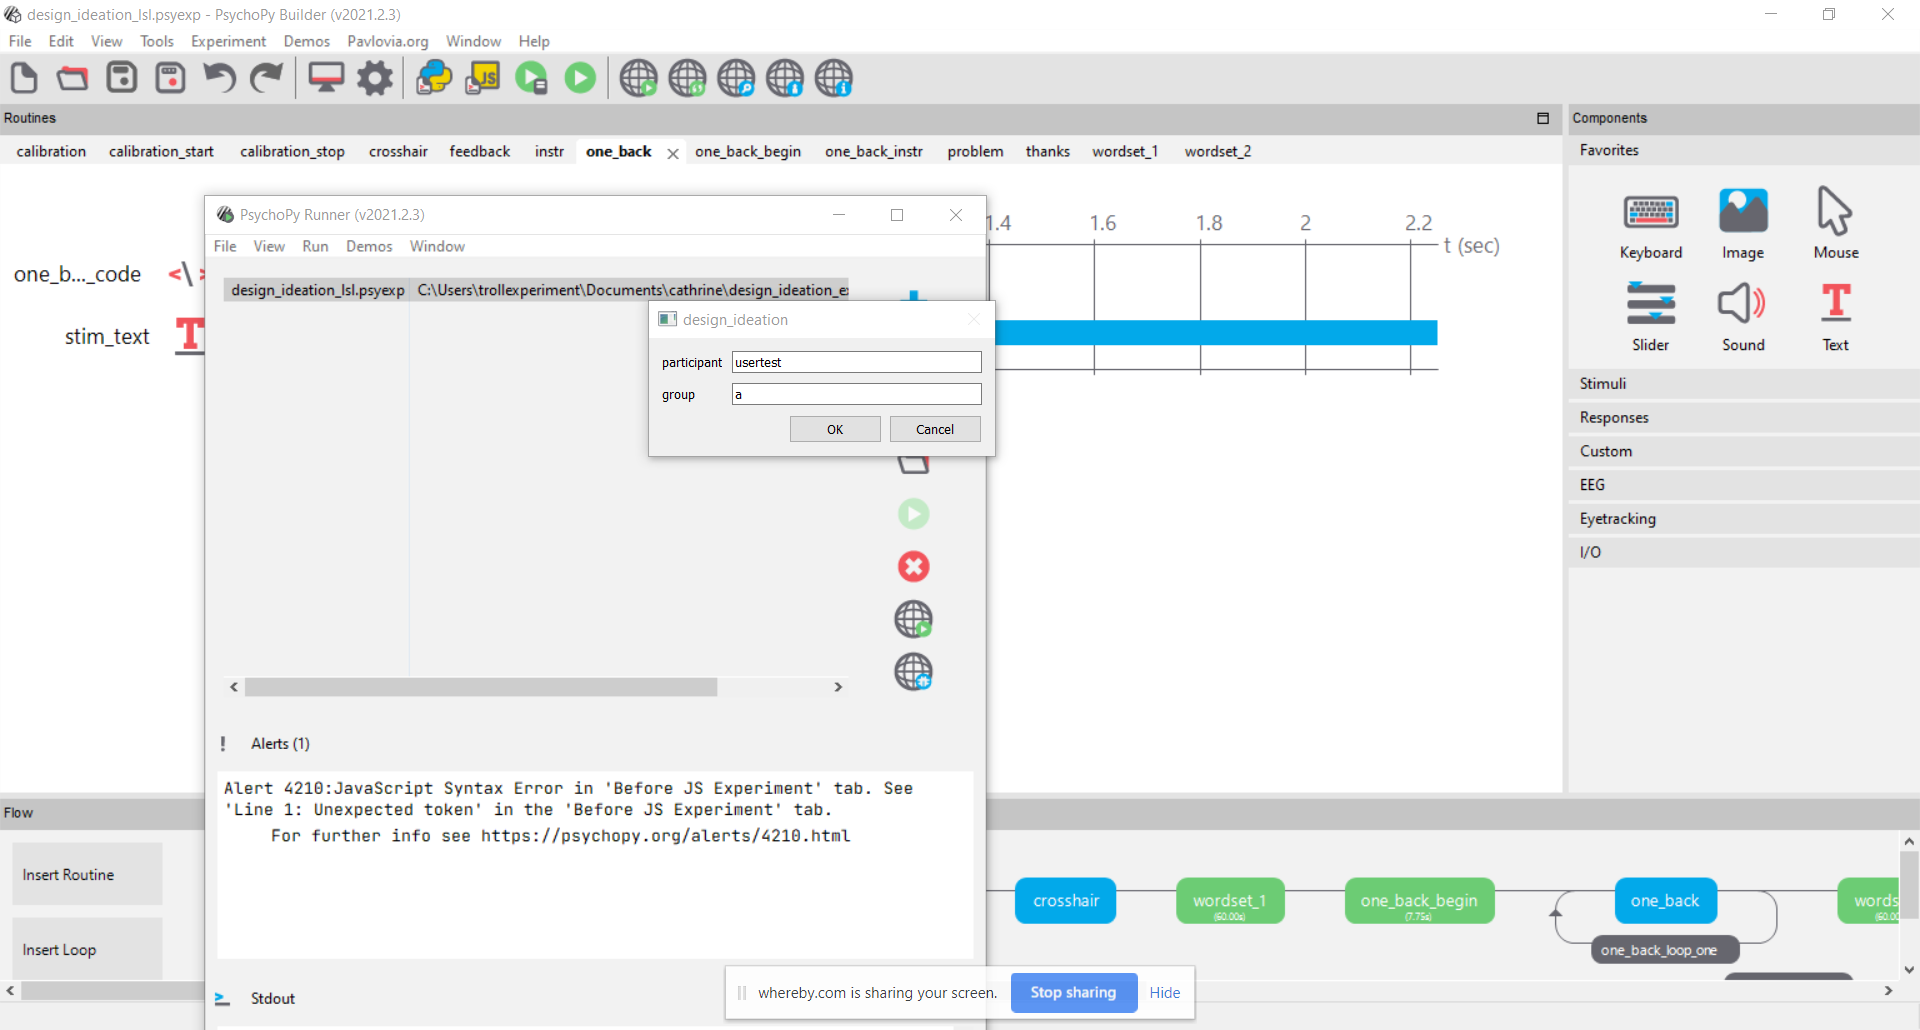 design_ideation_lsl.psyexp - PsychoPy Builder (v2021.2.3)
File Edit View Tools Experiment Demos Pavlovia.org Window Help
Routines
calibration calibration_start calibration_stop crosshair feedback instr one_back one_back_begin one_back_instr problem thanks wordset_1 wordset_2
1.4 1.6 1.8 2 2.2
t (sec)
one_b..._code
stim_text
PsychoPy Runner (v2021.2.3)
File View Run Demos Window
design_ideation_lsl.psyexp C:\Users\trollexperiment\Documents\cathrine\design_ideation_e
design_ideation
participant usertest
group a
OK Cancel
! Alerts (1)
Alert 4210:JavaScript Syntax Error in 'Before JS Experiment' tab. See
'Line 1: Unexpected token' in the 'Before JS Experiment' tab.
For further info see https://psychopy.org/alerts/4210.html
Stdout
Components
Favorites
Keyboard Image Mouse
Slider Sound Text
Stimuli
Responses
Custom
EEG
Eyetracking
I/O
Flow
Insert Routine
Insert Loop
crosshair
wordset_1
(60.00s)
one_back_begin
(7.75s)
one_back
one_back_loop_one
words
(60.00
whereby.com is sharing your screen. Stop sharing Hide